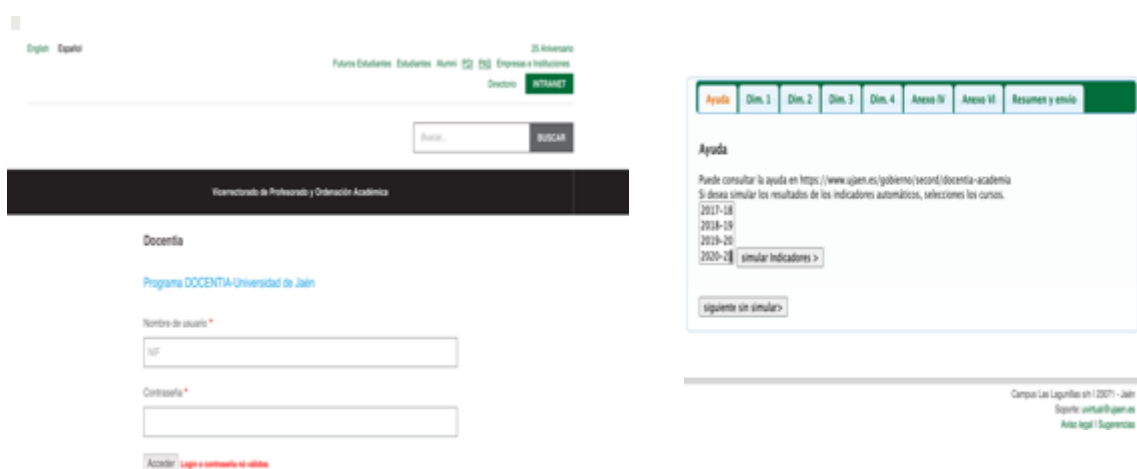 English Español
25 Aniversario
Futuros Estudiantes Estudiantes Alumni PDI PAS Empresas e Instituciones
Directorio INTRANET
Buscar... BUSCAR
Vicerrectorado de Profesorado y Ordenación Académica
Docentia
Programa DOCENTIA-Universidad de Jaén
Nombre de usuario *
NIF
Contraseña *
Acceder Login o contraseña nó válidos
Ayuda Dim. 1 Dim. 2 Dim. 3 Dim. 4 Anexo IV Anexo VI Resumen y envío
Ayuda
Puede consultar la ayuda en https://www.ujaen.es/gobierno/secord/docentia-academia
Si desea simular los resultados de los indicadores automáticos, selecciones los cursos.
2017-18
2018-19
2019-20
2020-21 simular Indicadores >
siguiente sin simular>
Campus Las Lagunillas s/n | 23071 - Jaén
Soporte: uvirtual@ujaen.es
Aviso legal | Sugerencias